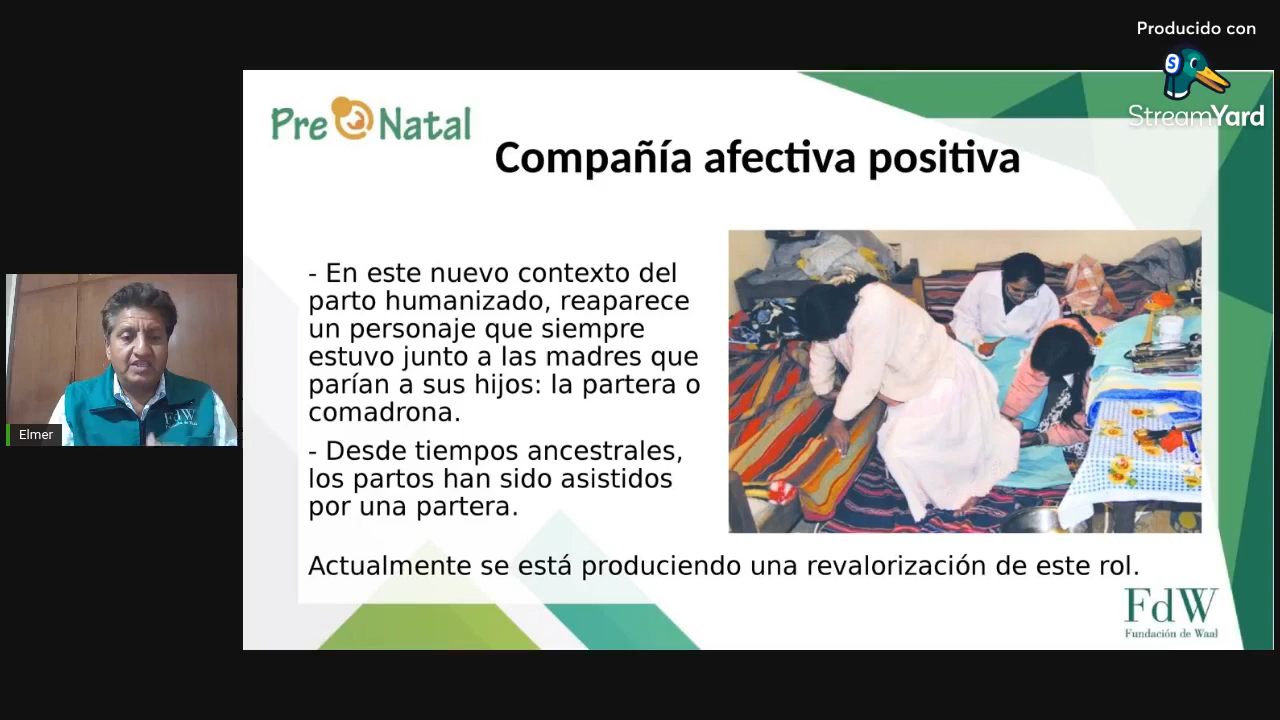 Producido con
StreamYard
Pre Natal
Compañía afectiva positiva
- En este nuevo contexto del
parto humanizado, reaparece
un personaje que siempre
estuvo junto a las madres que
parían a sus hijos: la partera o
comadrona.
- Desde tiempos ancestrales,
los partos han sido asistidos
por una partera.
Actualmente se está produciendo una revalorización de este rol.
FdW
Fundación de Waal
FdW
Elmer